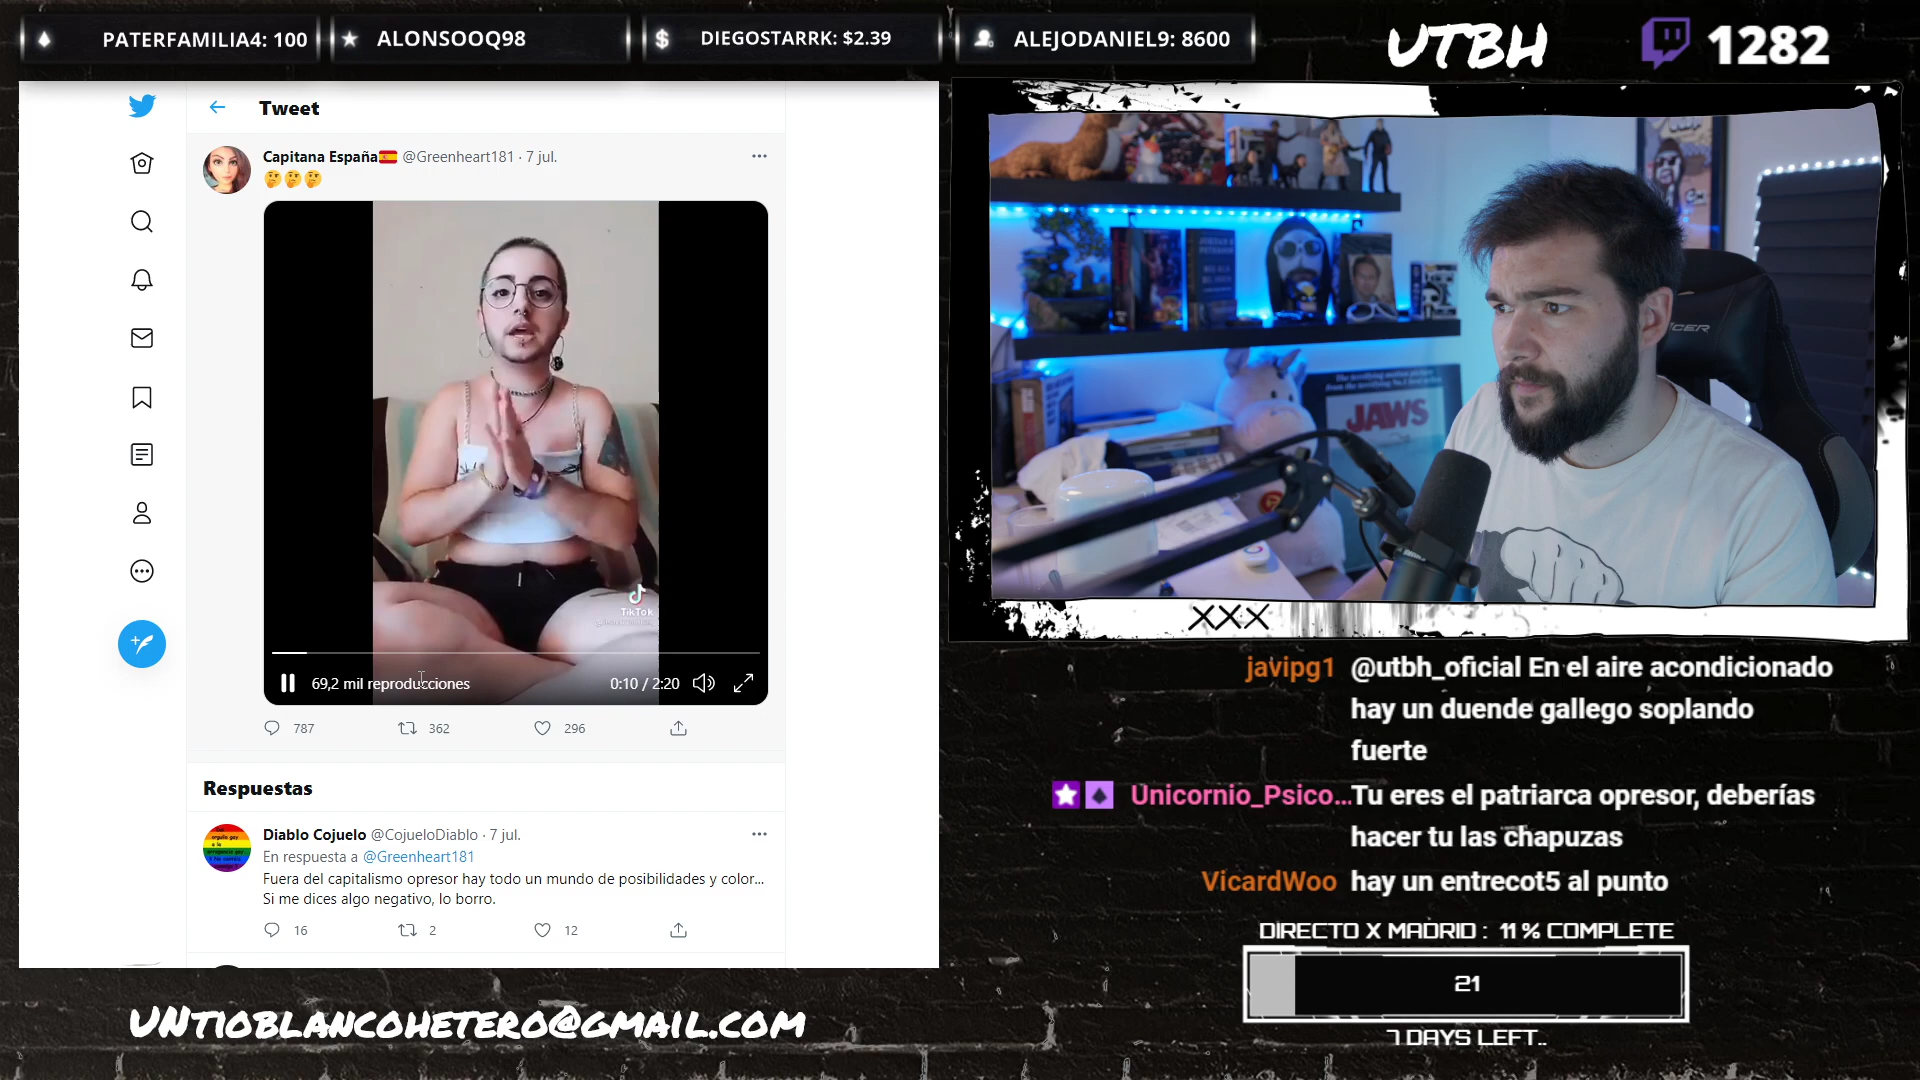 PATERFAMILIA4: 100
ALONSOOQ98
DIEGOSTARRK: $2.39
ALEJODANIEL9: 8600
UTBH
1282
Tweet
Capitana España @Greenheart181 · 7 jul.
TikTok
69,2 mil reproducciones
0:10 / 2:20
787
362
296
Respuestas
Diablo Cojuelo @CojueloDiablo · 7 jul.
En respuesta a @Greenheart181
Fuera del capitalismo opresor hay todo un mundo de posibilidades y color...
Si me dices algo negativo, lo borro.
16
2
12
UNtioblancohetero@gmail.com
JAWS
XXX
javipg1 @utbh_oficial En el aire acondicionado
hay un duende gallego soplando
fuerte
Unicornio_Psico... Tu eres el patriarca opresor, deberías
hacer tu las chapuzas
VicardWoo hay un entrecot5 al punto
DIRECTO X MADRID : 11 % COMPLETE
21
7 DAYS LEFT..